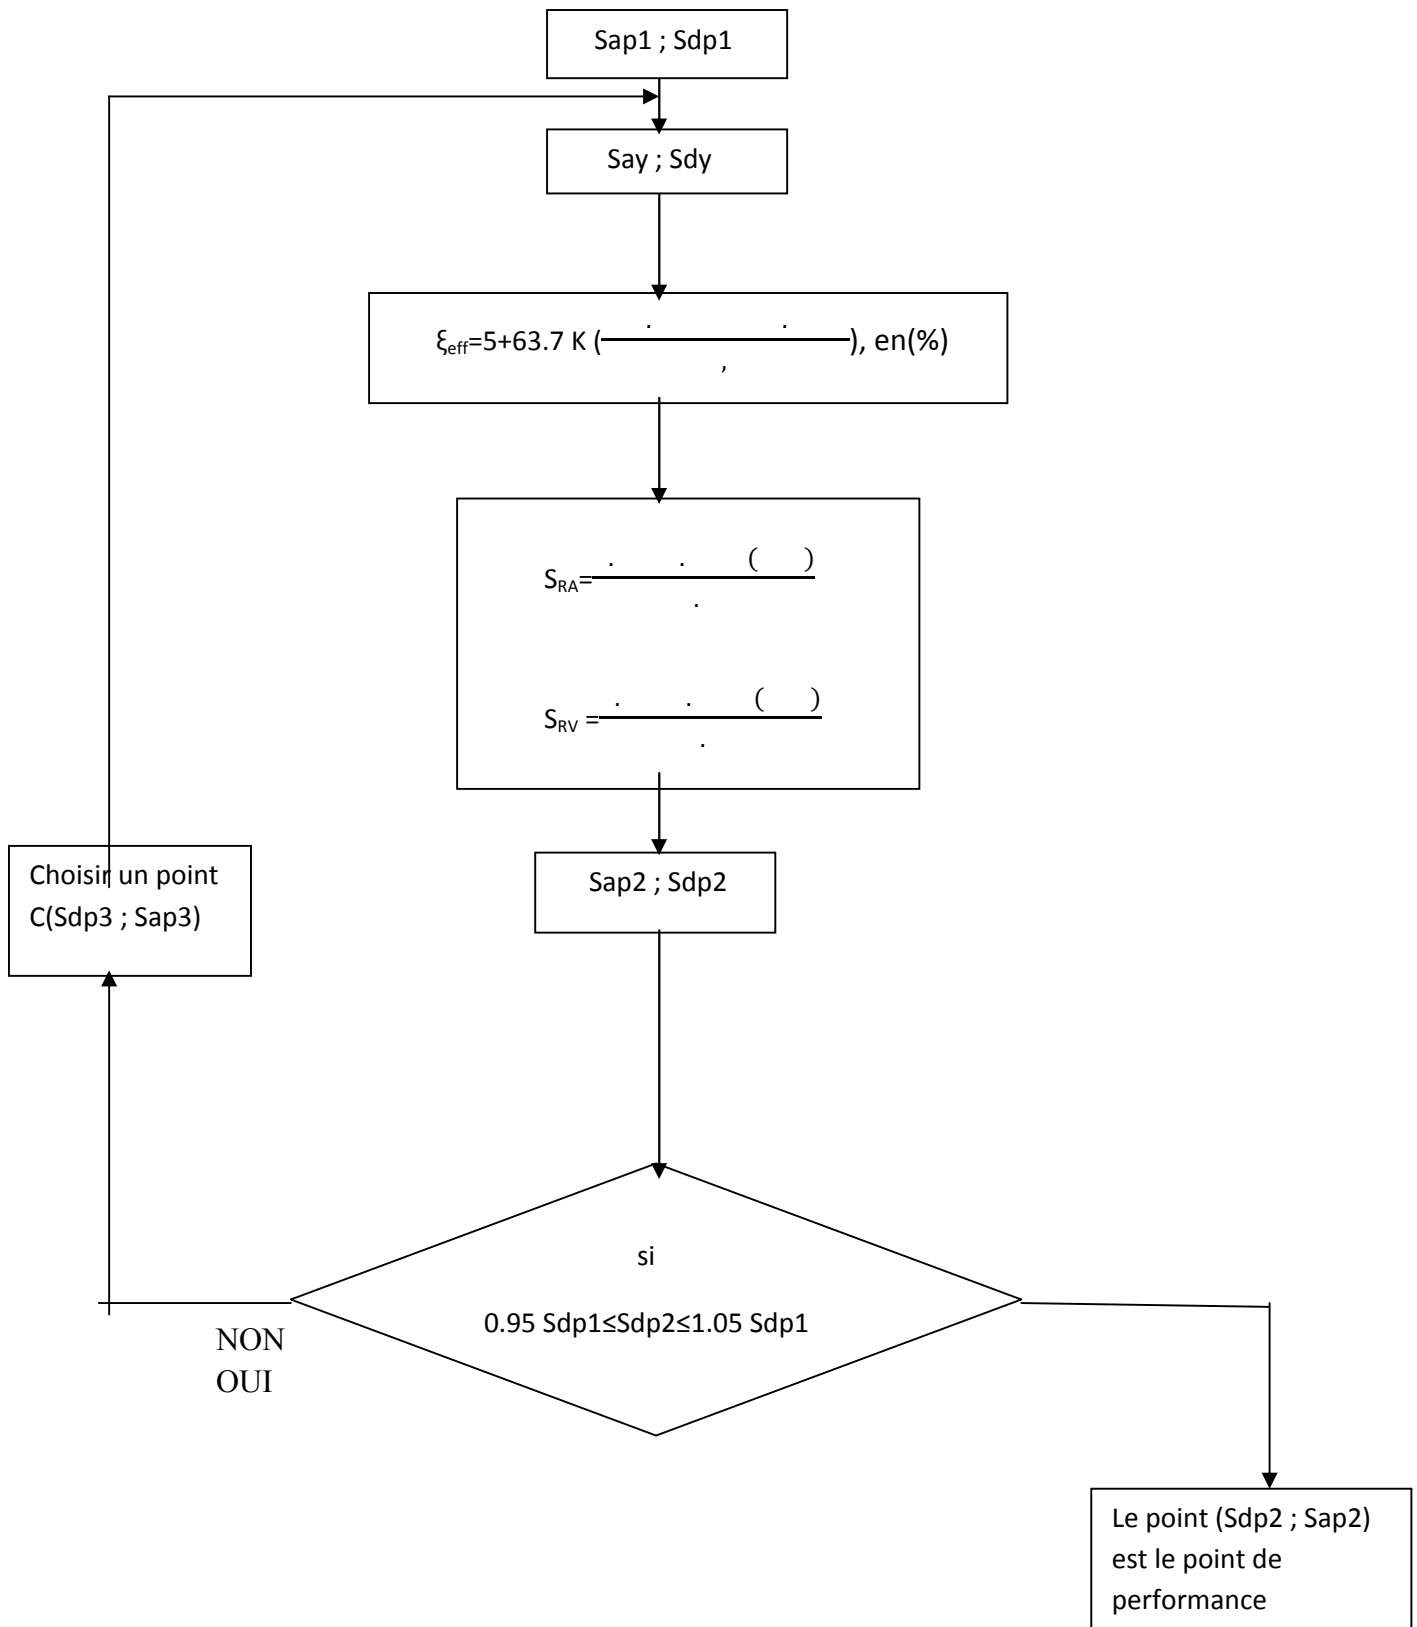 Sap1 ; Sdp1
Say ; Sdy
ξeff=5+63.7 K (. . ,), en(%)
SRA=. . ( ) .
SRV =. . ( ) .
Sap2 ; Sdp2
Choisir un point
C(Sdp3 ; Sap3)
si
0.95 Sdp1≤Sdp2≤1.05 Sdp1
NON
OUI
Le point (Sdp2 ; Sap2)
est le point de
performance